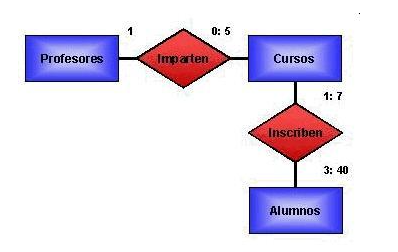 1
0: 5
Profesores
Imparten
Cursos
1: 7
Inscriben
3: 40
Alumnos